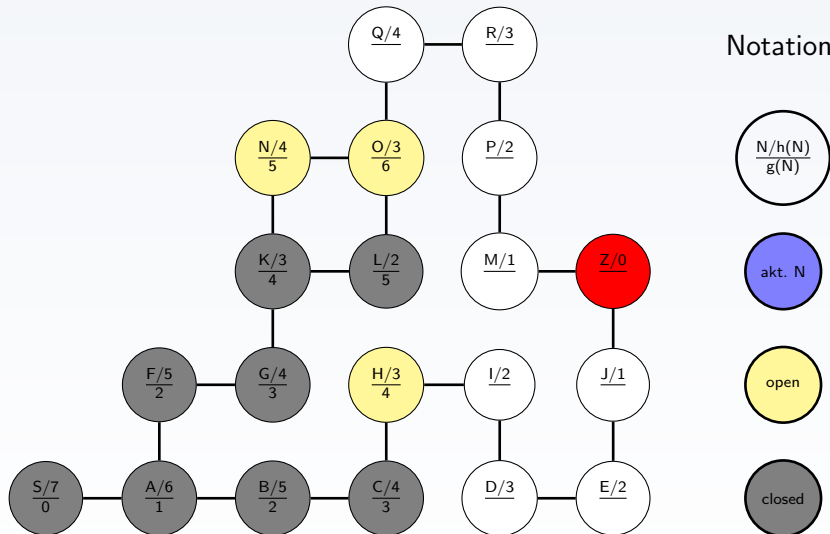 Q/4
R/3
Notation
N/4
5
O/3
6
P/2
N/h(N)
g(N)
K/3
4
L/2
5
M/1
Z/0
akt. N
F/5
2
G/4
3
H/3
4
I/2
J/1
open
S/7
0
A/6
1
B/5
2
C/4
3
D/3
E/2
closed